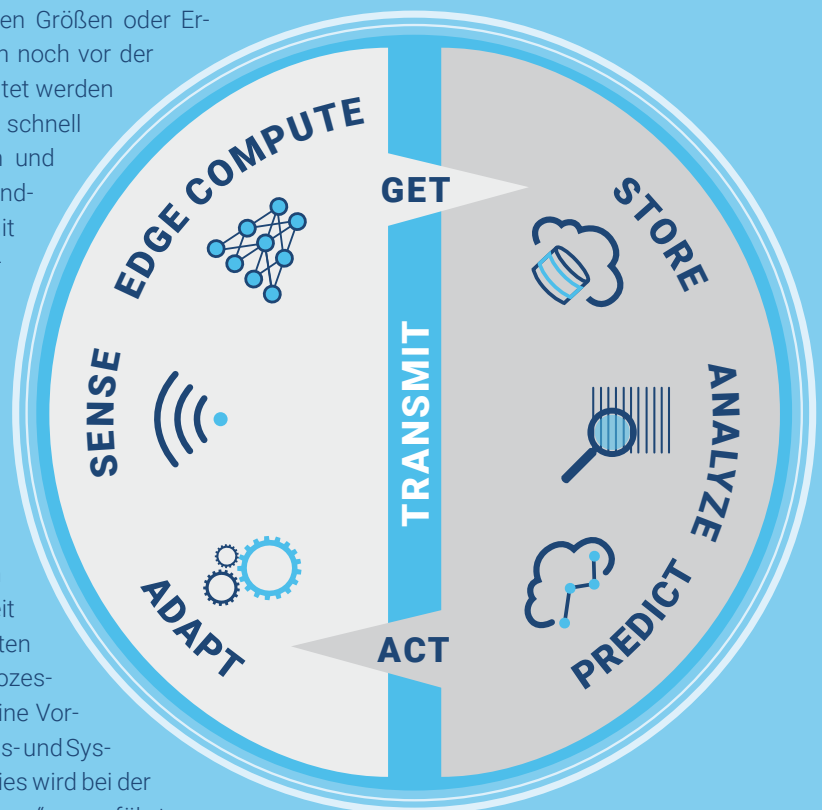 en Größen oder Er-
n noch vor der
tet werden
schnell
n und
nd-
it
-
eit
ten
ozes-
ine Vor-
s- und Sys-
ies wird bei der
EDGE COMPUTE
SENSE
ADAPT
GET
TRANSMIT
ACT
STORE
ANALYZE
PREDICT